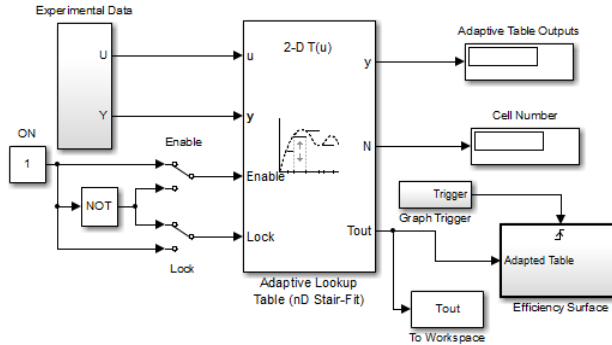 Experimental Data
U
Y
ON
1
NOT
Enable
Lock
2-D T(u)
u
y
Enable
Lock
y
N
Tout
Adaptive Lookup
Table (nD Stair-Fit)
Adaptive Table Outputs
Cell Number
Trigger
Graph Trigger
Adapted Table
Efficiency Surface
Tout
To Workspace